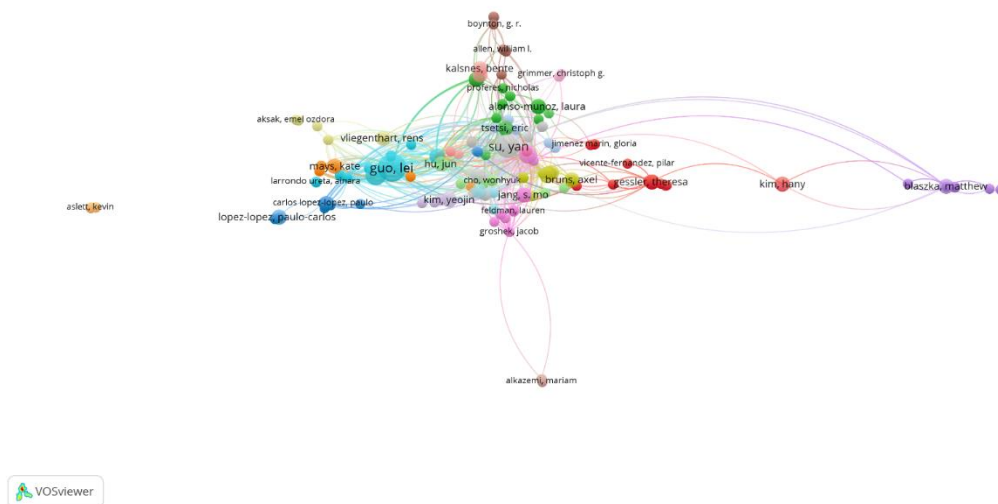 boynton, g. r.
allen, william l.
kalsnes, bente
grimmer, christoph g.
proferes, nicholas
alonso-munoz, laura
aksak, emel ozdora
tsetsi, eric
vliegenthart, rens
jimenez marin, gloria
su, yan
hu, jun
vicente-fernandez, pilar
mays, kate
guo, lei
larrondo ureta, ainara
cho, wonhyuk
bruns, axel
gessler, theresa
kim, hany
blaszka, matthew
jang, s. mo
kim, yeojin
carlos lopez-lopez, paulo
aslett, kevin
feldman, lauren
lopez-lopez, paulo-carlos
groshek, jacob
alkazemi, mariam
VOSviewer